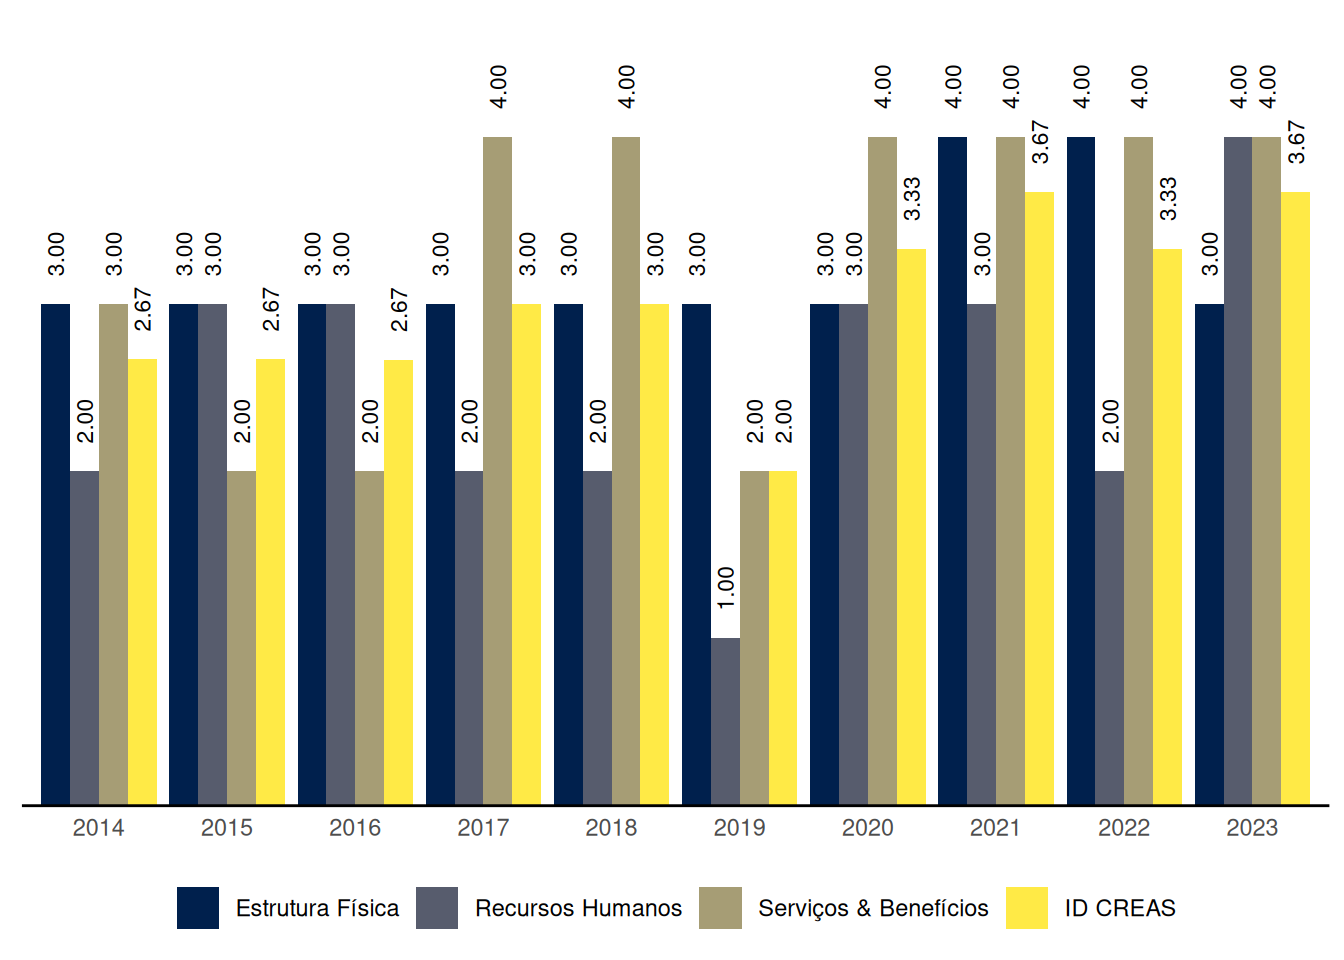 4.00 4.00 4.00 4.00 4.00 4.00 4.00 4.00 4.00
3.67 3.67
3.33 3.33
3.00 3.00 3.00 3.00 3.00 3.00 3.00 3.00 3.00 3.00 3.00 3.00 3.00 3.00 3.00 3.00
2.67 2.67 2.67
2.00 2.00 2.00 2.00 2.00 2.00 2.00 2.00
1.00
2014 2015 2016 2017 2018 2019 2020 2021 2022 2023
Estrutura Física Recursos Humanos Serviços & Benefícios ID CREAS